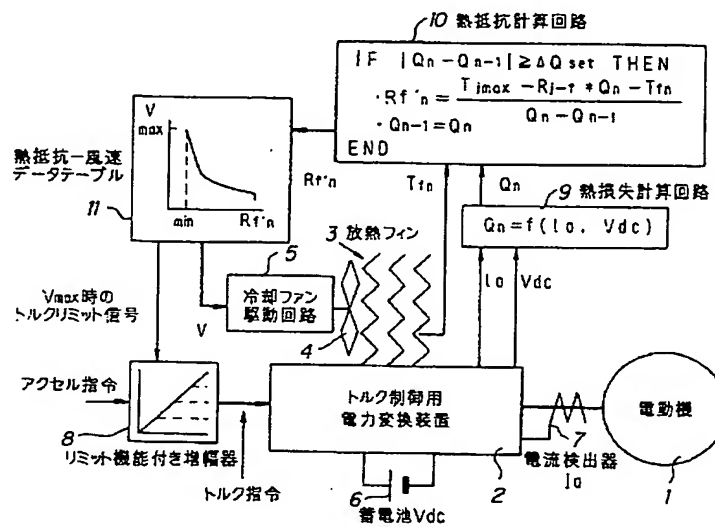 10 熱抵抗計算回路
IF |Qn-Qn-1|≧ΔQset THEN
・Rf'n=
Tjmax-Rj-f*Qn-Tfn
Qn-Qn-1
・Qn-1=Qn
END
V
max
min
Rf'n
熱抵抗一風速
データテーブル
11
Rf'n
Tfn
Qn
9 熱損失計算回路
Qn=f(Io. Vdc)
3 放熱フィン
Io
Vdc
5
冷却ファン
駆動回路
4
Vmax時の
トルクリミット信号
V
アクセル指令
8
リミット機能付き増幅器
トルク指令
トルク制御用
電力変換装置
2
6
蓄電池Vdc
7
電流検出器
Io
電動機
1